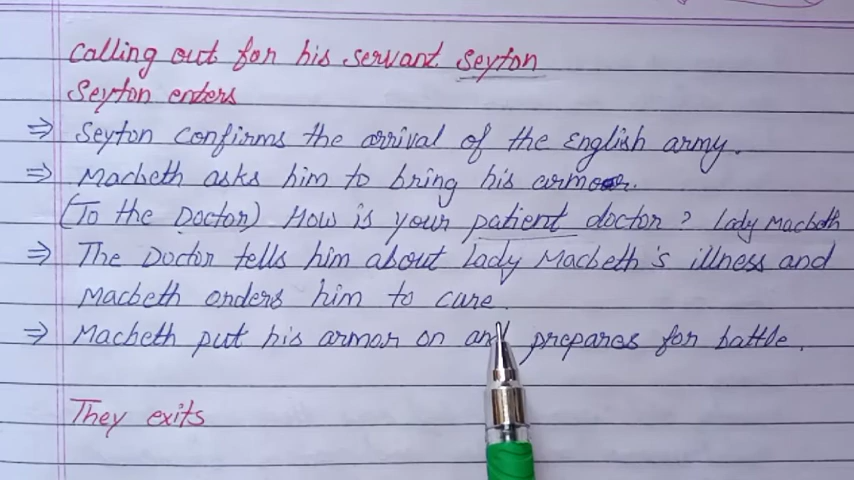 Calling out for his servant Seyton
Seyton enters
⇒ Seyton confirms the arrival of the English army.
⇒ Macbeth asks him to bring his armor.
(To the Doctor) How is your patient doctor? Lady Macbeth
⇒ The Doctor tells him about Lady Macbeth's illness and
Macbeth orders him to cure.
⇒ Macbeth put his armor on and prepares for battle.
They exits